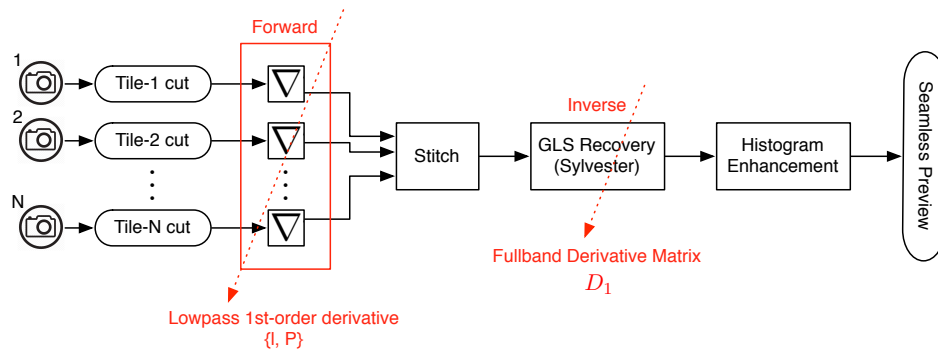 Forward
1
Tile-1 cut
2
Tile-2 cut
N
Tile-N cut
Stitch
Inverse
GLS Recovery
(Sylvester)
Histogram
Enhancement
Seamless Preview
Fullband Derivative Matrix
D₁
Lowpass 1st-order derivative
{I, P}